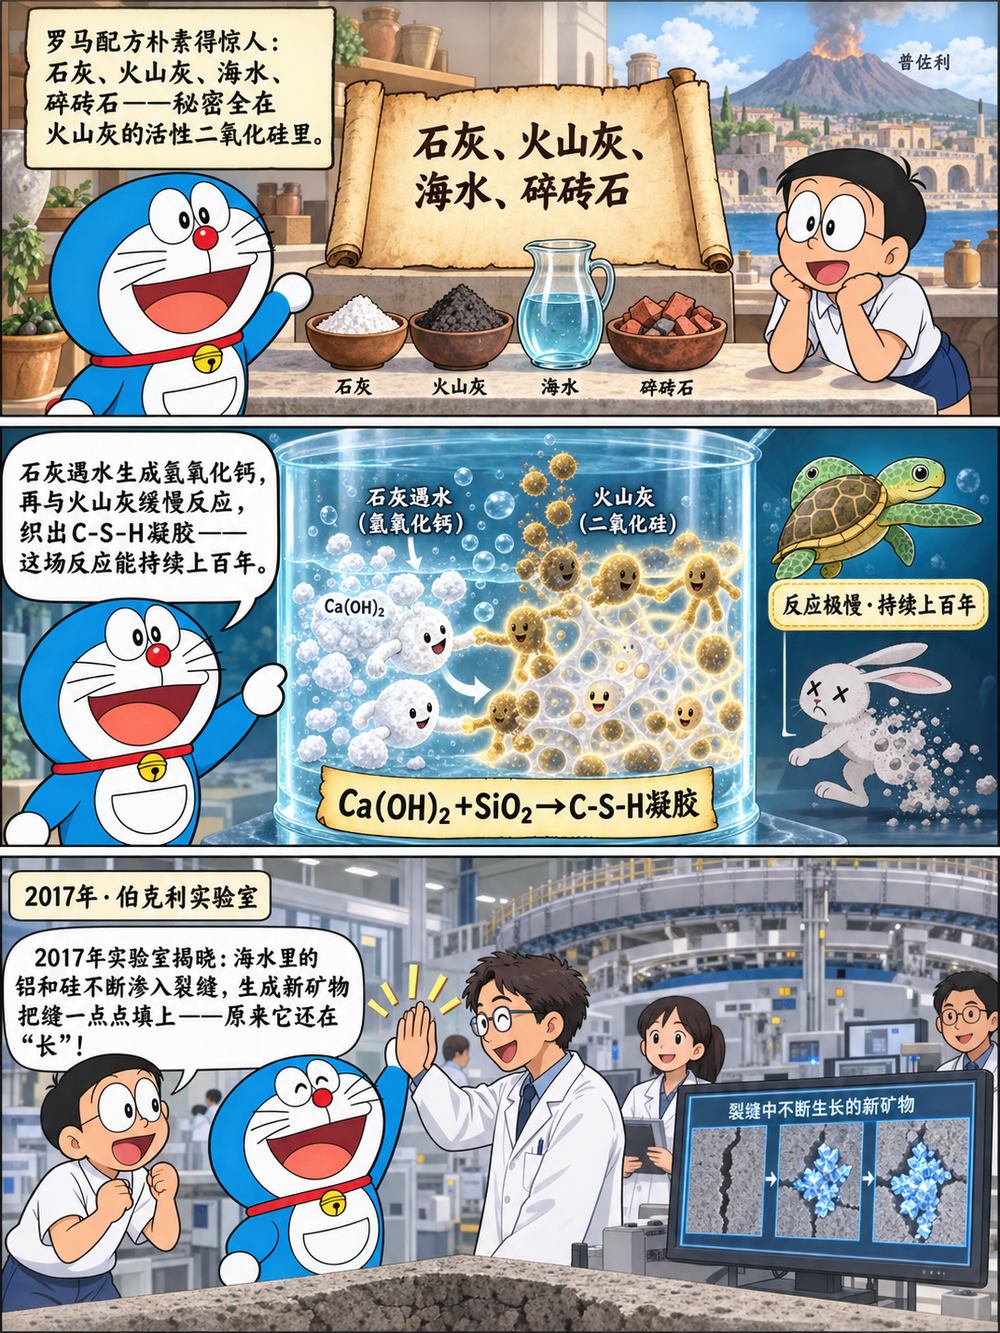 罗马配方朴素得惊人：
石灰、火山灰、海水、
碎砖石——秘密全在
火山灰的活性二氧化硅里。
普佐利
石灰、火山灰、
海水、碎砖石
石灰
火山灰
海水
碎砖石
石灰遇水生成氢氧化钙，
再与火山灰缓慢反应，
织出C-S-H凝胶——
这场反应能持续上百年。
石灰遇水
（氢氧化钙）
火山灰
（二氧化硅）
Ca(OH)₂
反应极慢·持续上百年
Ca(OH)₂+SiO₂→C-S-H凝胶
2017年·伯克利实验室
2017年实验室揭晓：海水里的
铝和硅不断渗入裂缝，生成新矿物
把缝一点点填上——原来它还在
“长”！
裂缝中不断生长的新矿物